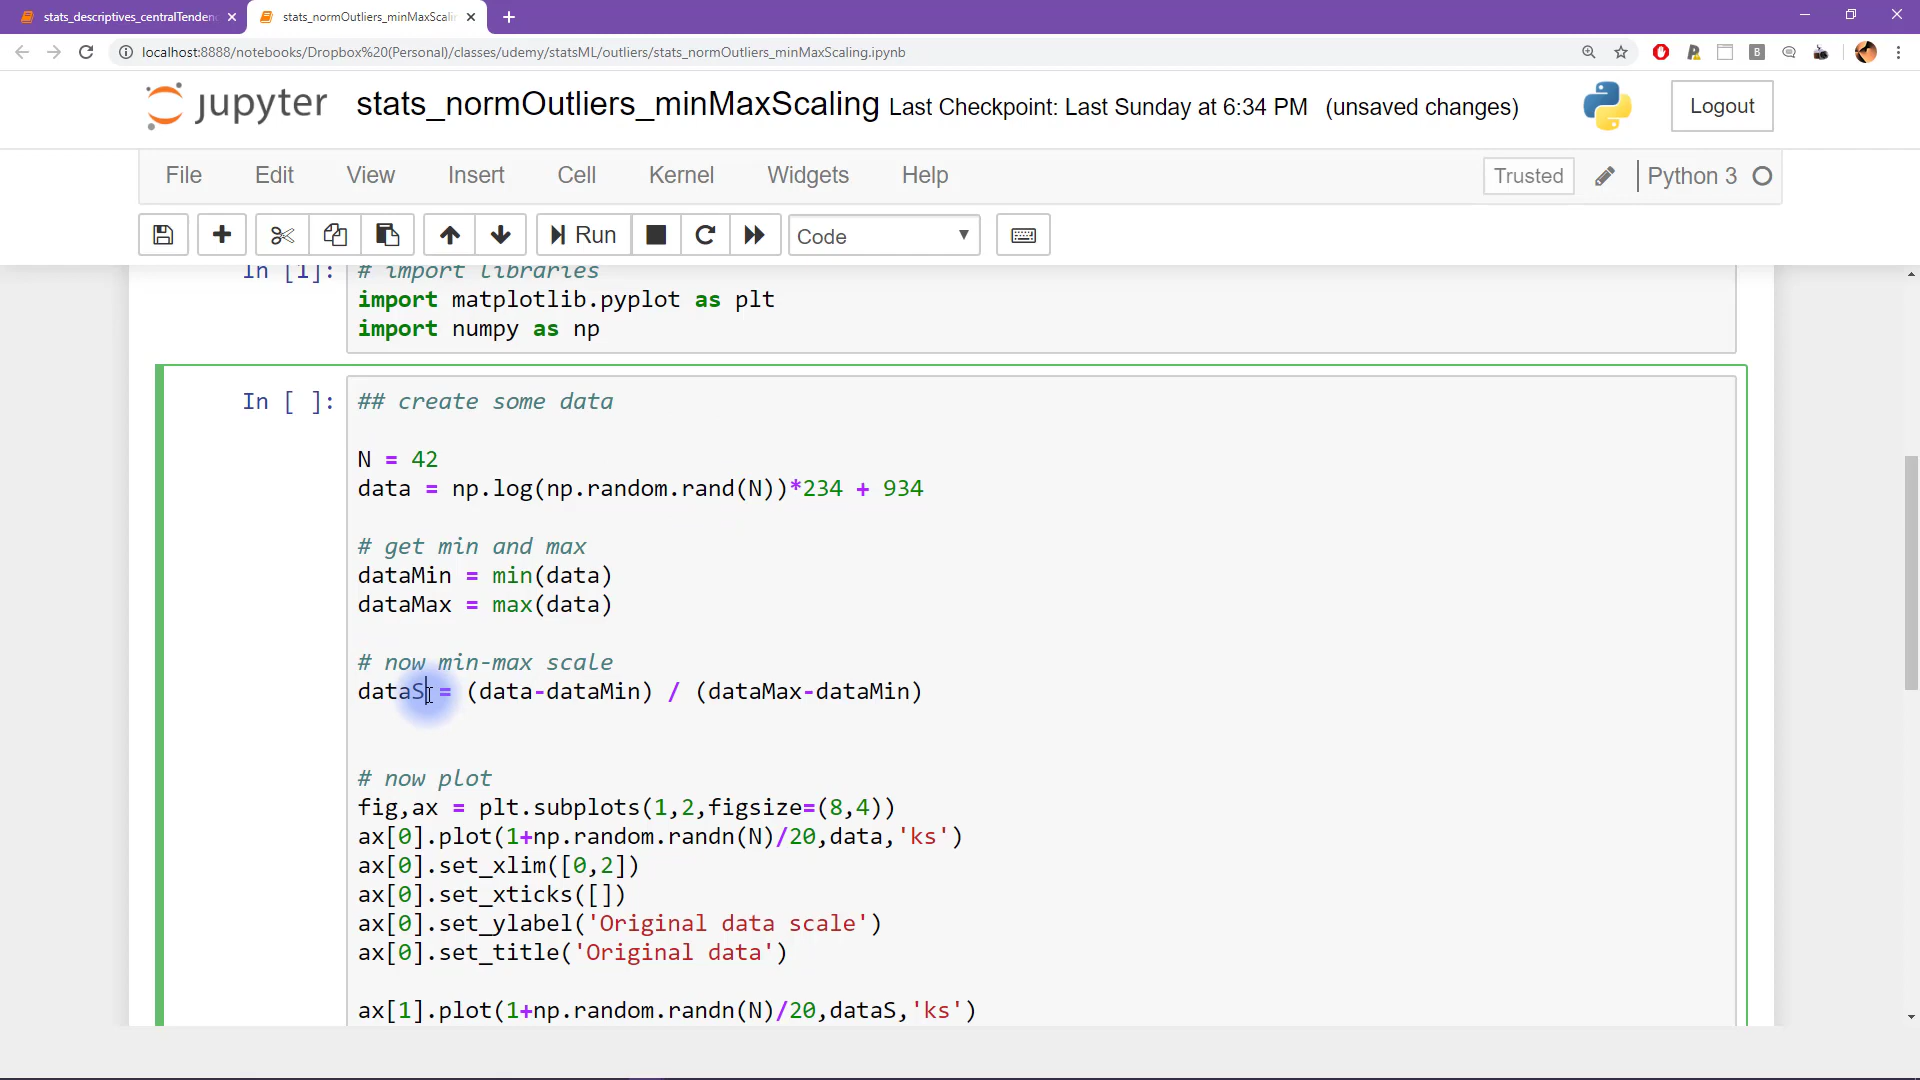 stats_descriptives_centralTenden
stats_normOutliers_minMaxScalin
localhost:8888/notebooks/Dropbox%20(Personal)/classes/udemy/statsML/outliers/stats_normOutliers_minMaxScaling.ipynb
jupyter stats_normOutliers_minMaxScaling Last Checkpoint: Last Sunday at 6:34 PM (unsaved changes) Logout
File Edit View Insert Cell Kernel Widgets Help Trusted Python 3
Run Code
In [1]: # import libraries
import matplotlib.pyplot as plt
import numpy as np
In [ ]: ## create some data
N = 42
data = np.log(np.random.rand(N))*234 + 934
# get min and max
dataMin = min(data)
dataMax = max(data)
# now min-max scale
dataS = (data-dataMin) / (dataMax-dataMin)
# now plot
fig,ax = plt.subplots(1,2,figsize=(8,4))
ax[0].plot(1+np.random.randn(N)/20,data,'ks')
ax[0].set_xlim([0,2])
ax[0].set_xticks([])
ax[0].set_ylabel('Original data scale')
ax[0].set_title('Original data')
ax[1].plot(1+np.random.randn(N)/20,dataS,'ks')